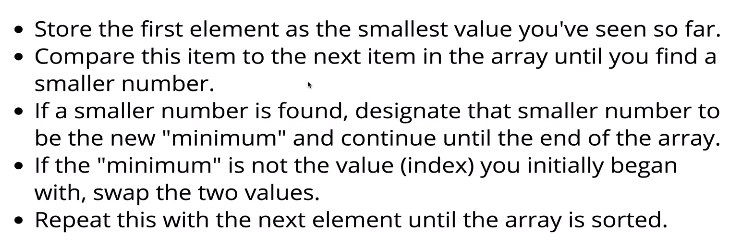 • Store the first element as the smallest value you've seen so far.
• Compare this item to the next item in the array until you find a
smaller number.
• If a smaller number is found, designate that smaller number to
be the new "minimum" and continue until the end of the array.
• If the "minimum" is not the value (index) you initially began
with, swap the two values.
• Repeat this with the next element until the array is sorted.